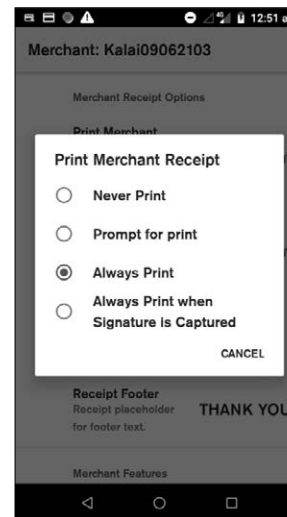 12:51 a
Merchant: Kalai09062103
Merchant Receipt Options
Print Merchant
Print Merchant Receipt
Never Print
Prompt for print
Always Print
Always Print when
Signature is Captured
CANCEL
Receipt Footer
Receipt placeholder
for footer text.
THANK YOU
Merchant Features